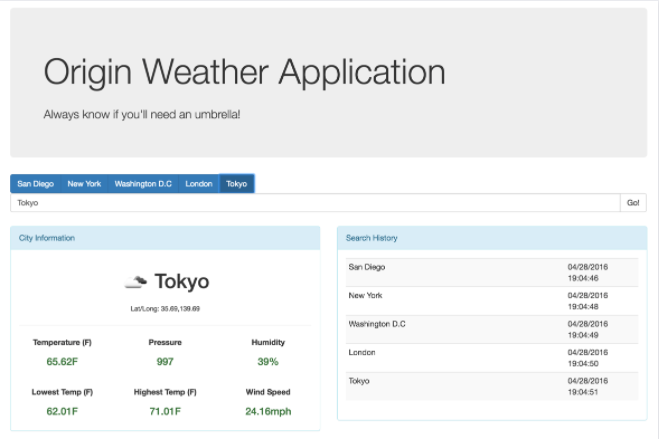 Origin Weather Application
Always know if you'll need an umbrella!
San Diego New York Washington D.C London Tokyo
Tokyo Go!
City Information
Tokyo
Lat/Long: 35.69,139.69
Temperature (F) Pressure Humidity
65.62F 997 39%
Lowest Temp (F) Highest Temp (F) Wind Speed
62.01F 71.01F 24.16mph
Search History
San Diego 04/28/2016
19:04:46
New York 04/28/2016
19:04:48
Washington D.C 04/28/2016
19:04:49
London 04/28/2016
19:04:50
Tokyo 04/28/2016
19:04:51